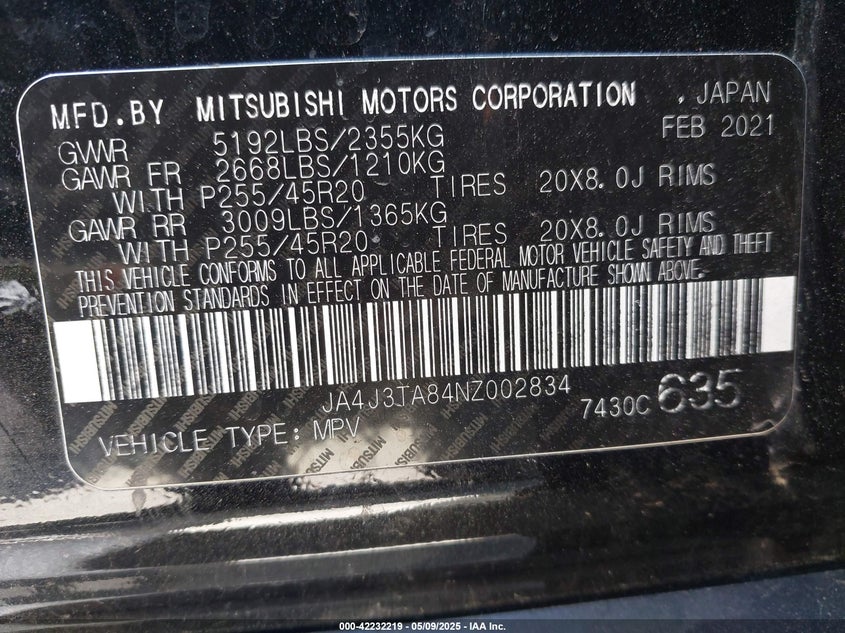 MFD.BY MITSUBISHI MOTORS CORPORATION , JAPAN
FEB 2021
GVWR 5192LBS/2355KG
GAWR FR 2668LBS/1210KG
WITH P255/45R20 TIRES 20X8.0J RIMS
GAWR RR 3009LBS/1365KG
WITH P255/45R20 TIRES 20X8.0J RIMS
THIS VEHICLE CONFORMS TO ALL APPLICABLE FEDERAL MOTOR VEHICLE SAFETY AND THEFT
PREVENTION STANDARDS IN EFFECT ON THE DATE OF MANUFACTURE SHOWN ABOVE.
JA4J3TA84NZ002834
7430C 635
VEHICLE TYPE: MPV
000-42232219 - 05/09/2025 - IAA Inc.